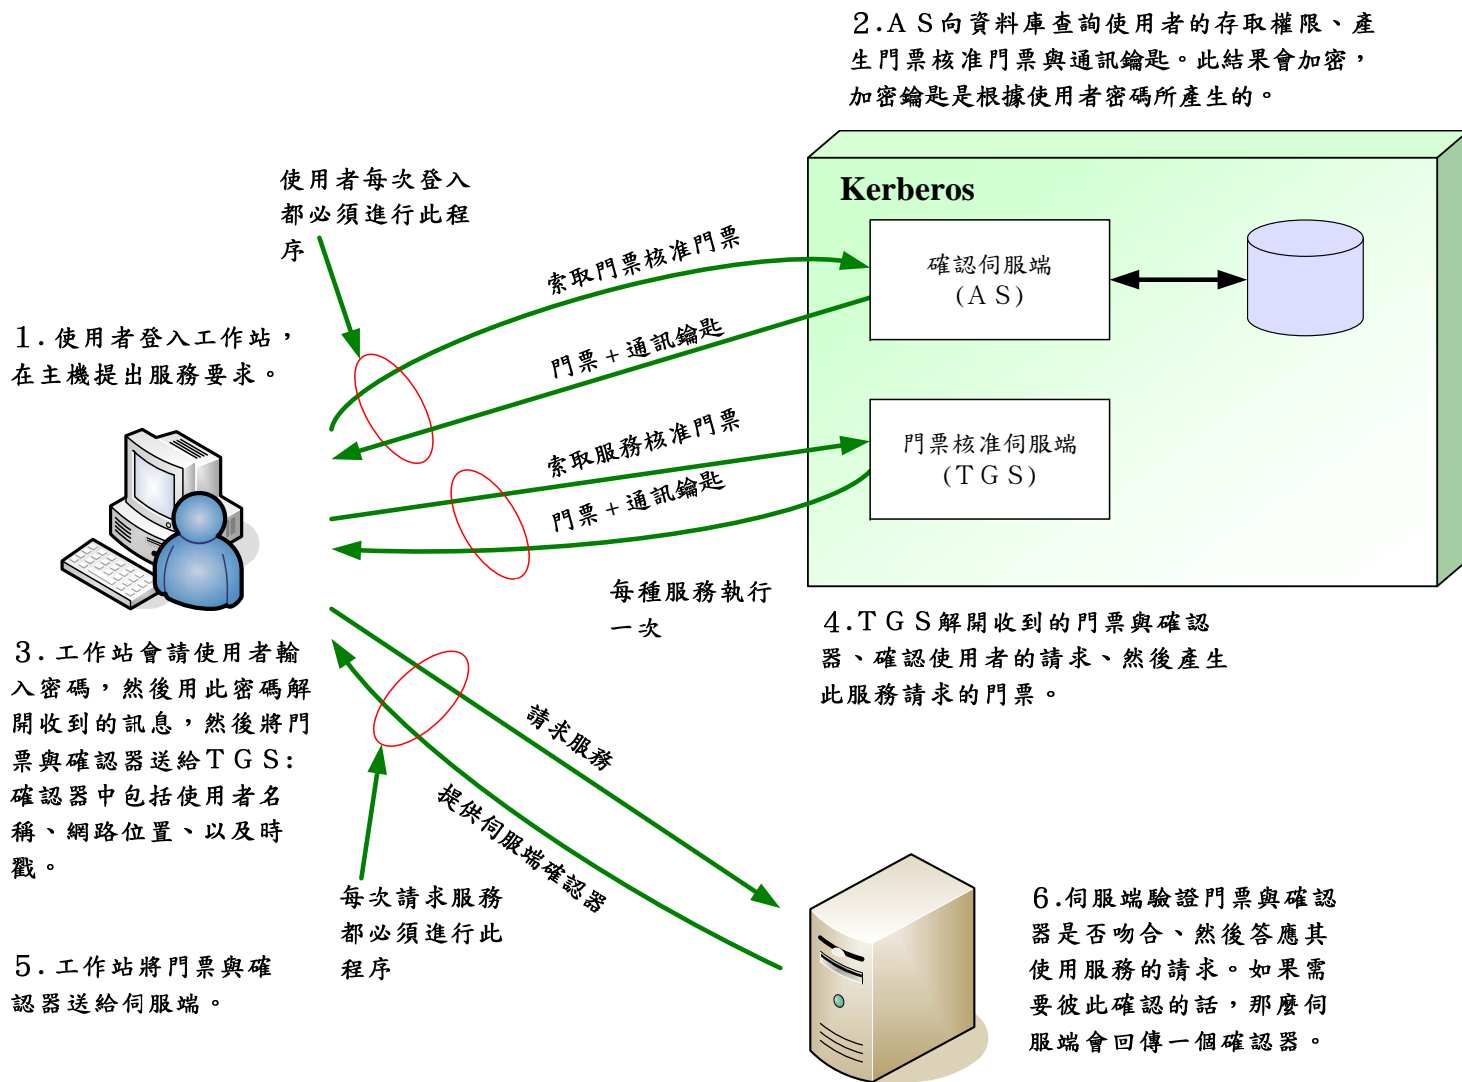 2.AS向資料庫查詢使用者的存取權限、產
生門票核准門票與通訊鑰匙。此結果會加密,
加密鑰匙是根據使用者密碼所產生的。
Kerberos
使用者每次登入
都必須進行此程
序
索取門票核准門票
確認伺服端
(AS)
門票+通訊鑰匙
1.使用者登入工作站,
在主機提出服務要求。
索取服務核准門票
門票核准伺服端
(TGS)
門票+通訊鑰匙
每種服務執行
一次
4.TGS解開收到的門票與確認
器、確認使用者的請求、然後產生
此服務請求的門票。
3.工作站會請使用者輸
入密碼,然後用此密碼解
開收到的訊息,然後將門
票與確認器送給TGS:
確認器中包括使用者名
稱、網路位置、以及時
戳。
請求服務
提供伺服端確認器
每次請求服務
都必須進行此
程序
5.工作站將門票與確
認器送給伺服端。
6.伺服端驗證門票與確認
器是否吻合、然後答應其
使用服務的請求。如果需
要彼此確認的話,那麼伺
服端會回傳一個確認器。